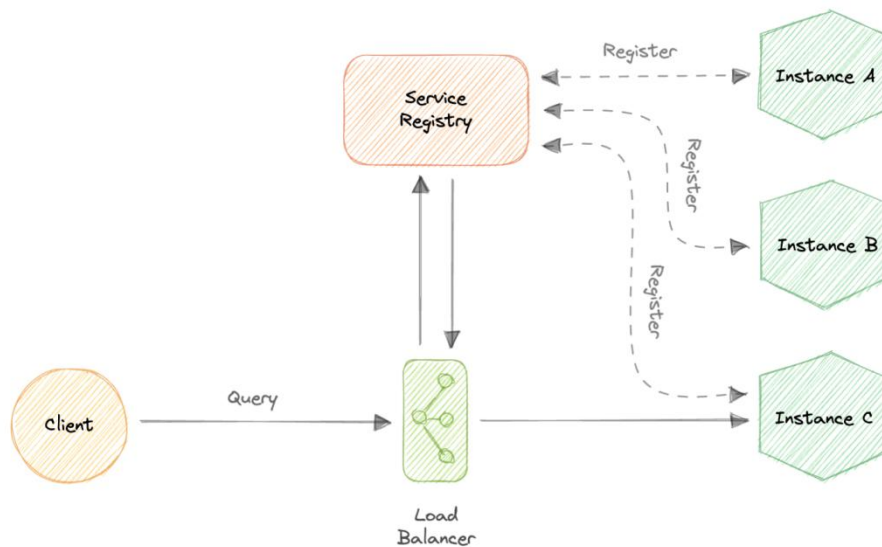 Register
Instance A
Service
Registry
Register
Instance B
Register
Query
Client
Instance C
Load
Balancer